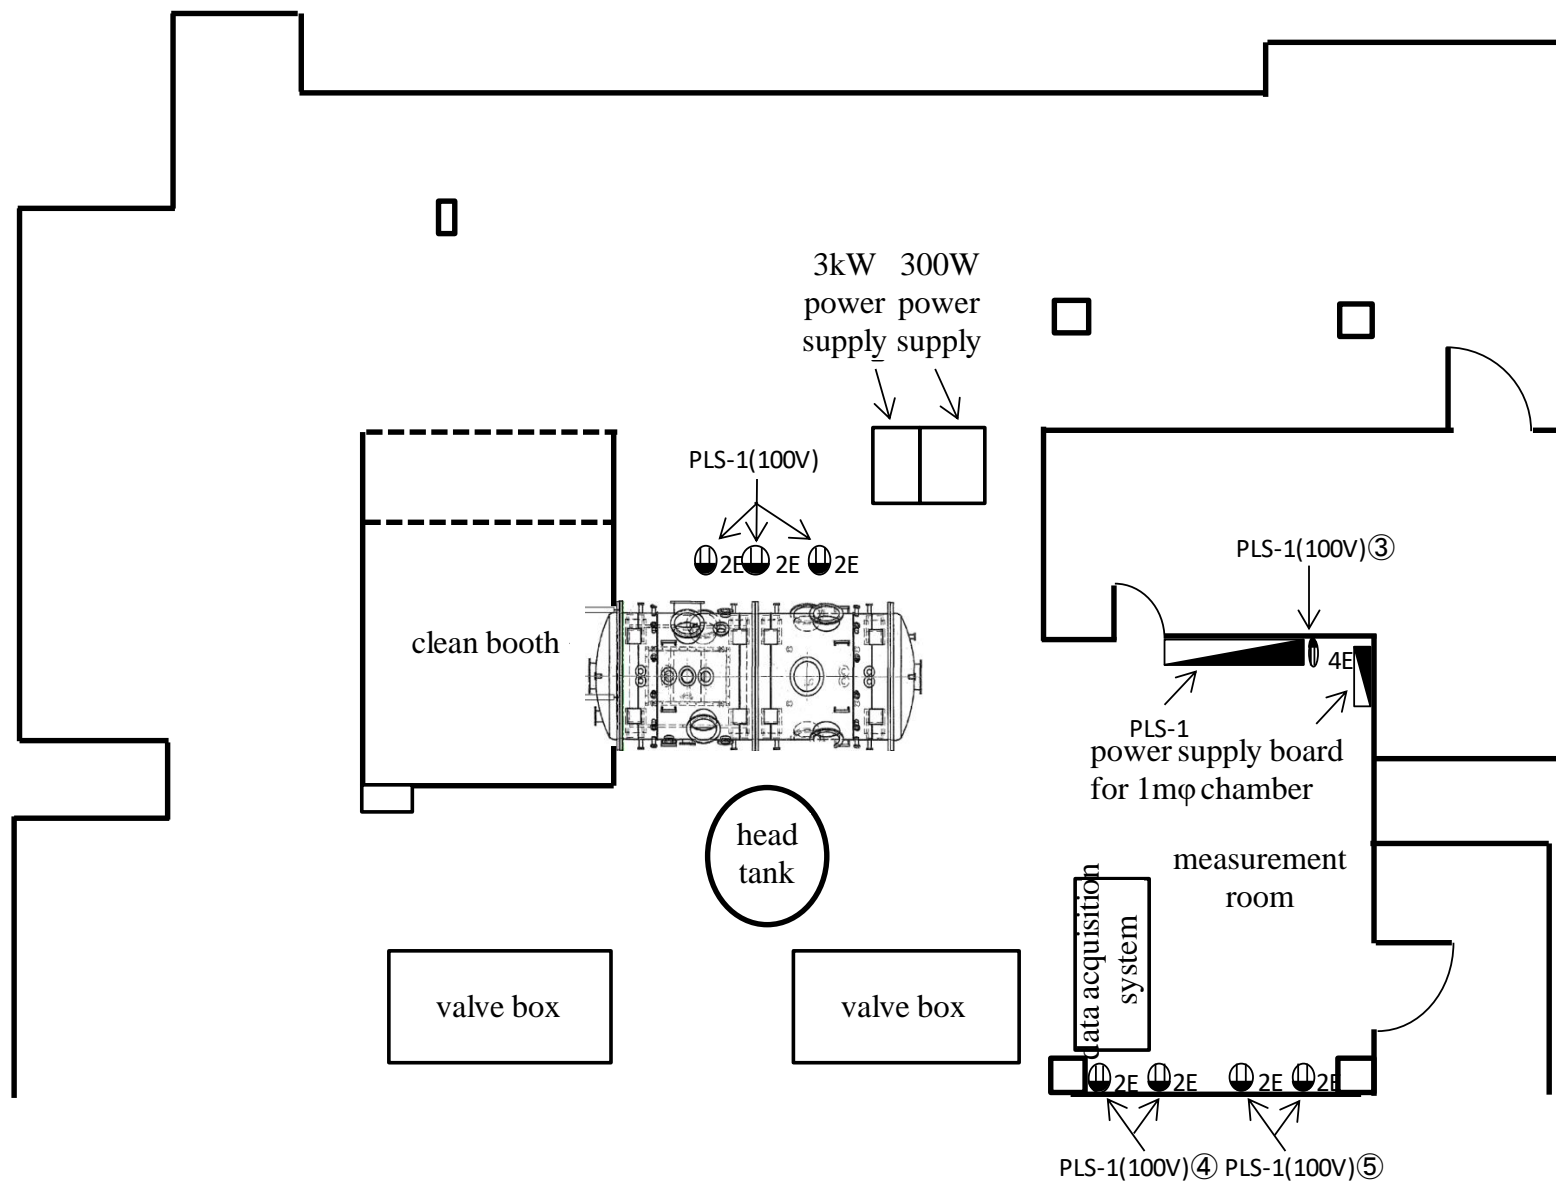 3kW
power
supply
300W
power
supply
PLS-1(100V)
2E
2E
2E
PLS-1(100V)③
clean booth
4E
PLS-1
power supply board
for 1mφ chamber
head
tank
measurement
room
data acquisition
system
valve box
valve box
2E
2E
2E
2E
PLS-1(100V)④
PLS-1(100V)⑤